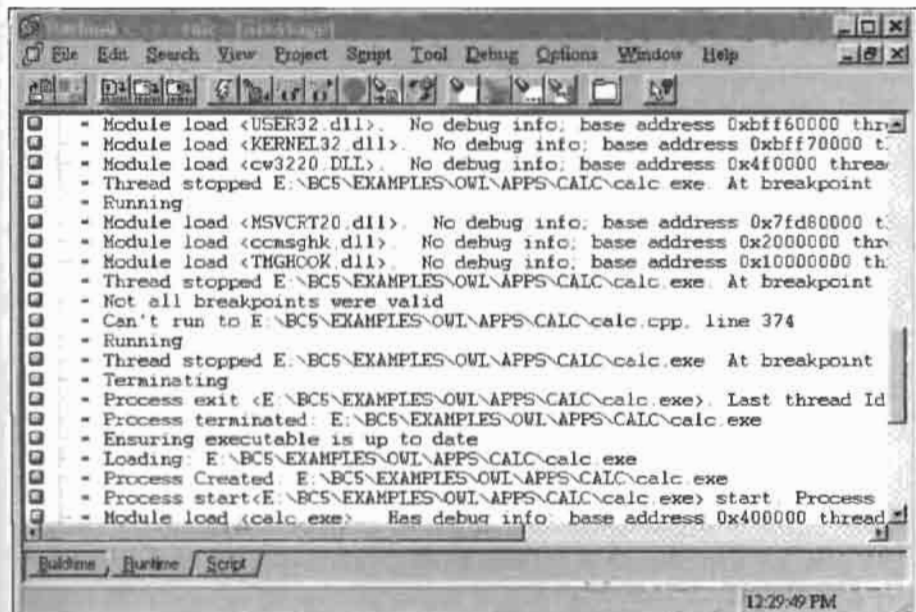 File Edit Search View Project Script Tool Debug Options Window Help
- Module load <USER32.dll>. No debug info; base address 0xbff60000 thr
- Module load <KERNEL32.dll>. No debug info; base address 0xbff70000 t
- Module load <cw3220.DLL>. No debug info; base address 0x4f0000 threa
- Thread stopped E:\BC5\EXAMPLES\OWL\APPS\CALC\calc.exe. At breakpoint
- Running
- Module load <MSVCRT20.dll>. No debug info; base address 0x7fd80000 t
- Module load <ccmsghk.dll>. No debug info; base address 0x2000000 thr
- Module load <TMGHOOK.dll>. No debug info; base address 0x10000000 th
- Thread stopped E:\BC5\EXAMPLES\OWL\APPS\CALC\calc.exe. At breakpoint
- Not all breakpoints were valid
- Can't run to E:\BC5\EXAMPLES\OWL\APPS\CALC\calc.cpp, line 374
- Running
- Thread stopped E:\BC5\EXAMPLES\OWL\APPS\CALC\calc.exe At breakpoint
- Terminating
- Process exit <E:\BC5\EXAMPLES\OWL\APPS\CALC\calc.exe>. Last thread Id
- Process terminated: E:\BC5\EXAMPLES\OWL\APPS\CALC\calc.exe
- Ensuring executable is up to date
- Loading: E:\BC5\EXAMPLES\OWL\APPS\CALC\calc.exe
- Process Created. E:\BC5\EXAMPLES\OWL\APPS\CALC\calc.exe
- Process start<E:\BC5\EXAMPLES\OWL\APPS\CALC\calc.exe> start. Process
- Module load <calc.exe> Has debug info; base address 0x400000 thread
Buildtime Runtime Script
12:29:49 PM